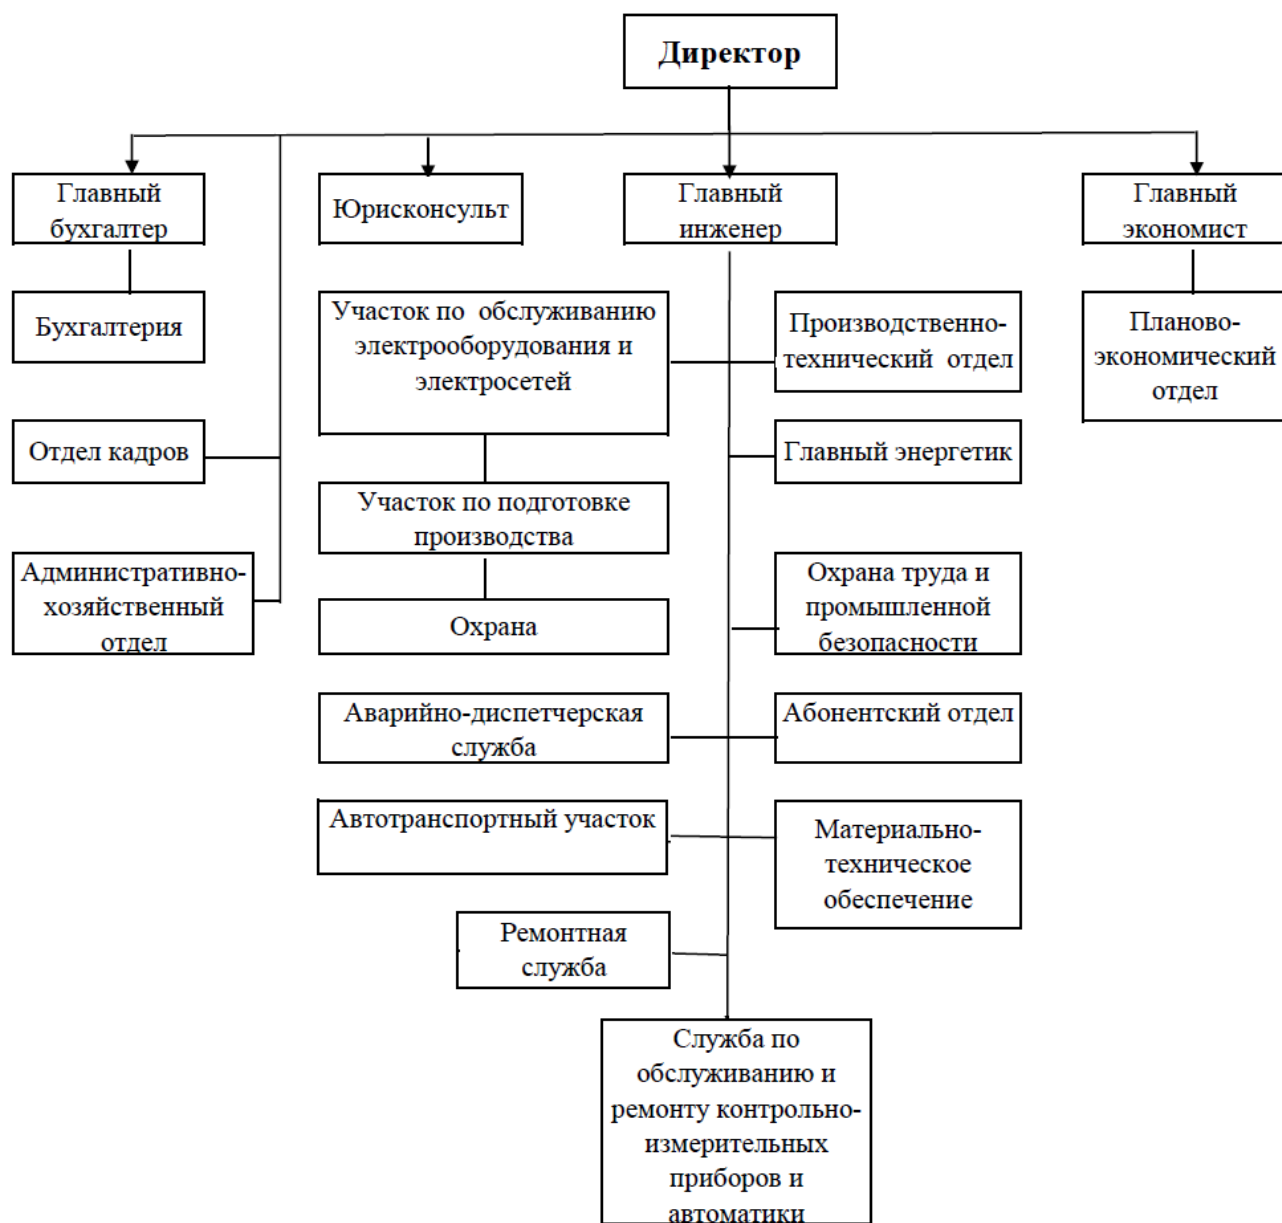 Директор
Главный
бухгалтер
Юрисконсульт
Главный
инженер
Главный
экономист
Бухгалтерия
Участок по обслуживанию
электрооборудования и
электросетей
Производственно-
технический отдел
Планово-
экономический
отдел
Отдел кадров
Главный энергетик
Участок по подготовке
производства
Административно-
хозяйственный
отдел
Охрана
Охрана труда и
промышленной
безопасности
Аварийно-диспетчерская
служба
Абонентский отдел
Автотранспортный участок
Материально-
техническое
обеспечение
Ремонтная
служба
Служба по
обслуживанию и
ремонту контрольно-
измерительных
приборов и
автоматики